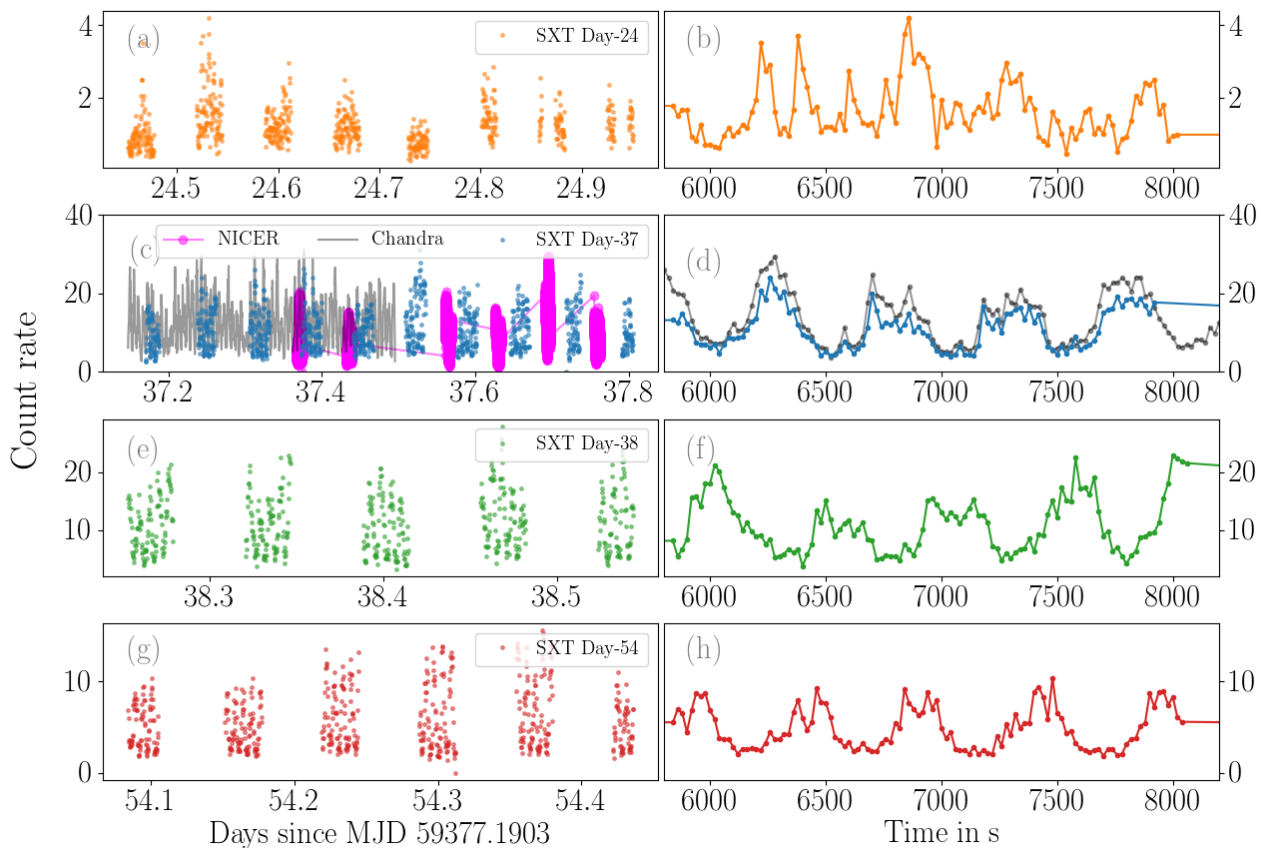 (a)
SXT Day-24
4
2
24.5 24.6 24.7 24.8 24.9
(b)
4
2
6000 6500 7000 7500 8000
(c)
NICER Chandra SXT Day-37
40
20
0
37.2 37.4 37.6 37.8
(d)
40
20
0
6000 6500 7000 7500 8000
Count rate
(e)
SXT Day-38
20
10
38.3 38.4 38.5
(f)
20
10
6000 6500 7000 7500 8000
(g)
SXT Day-54
10
0
54.1 54.2 54.3 54.4
Days since MJD 59377.1903
(h)
10
0
6000 6500 7000 7500 8000
Time in s